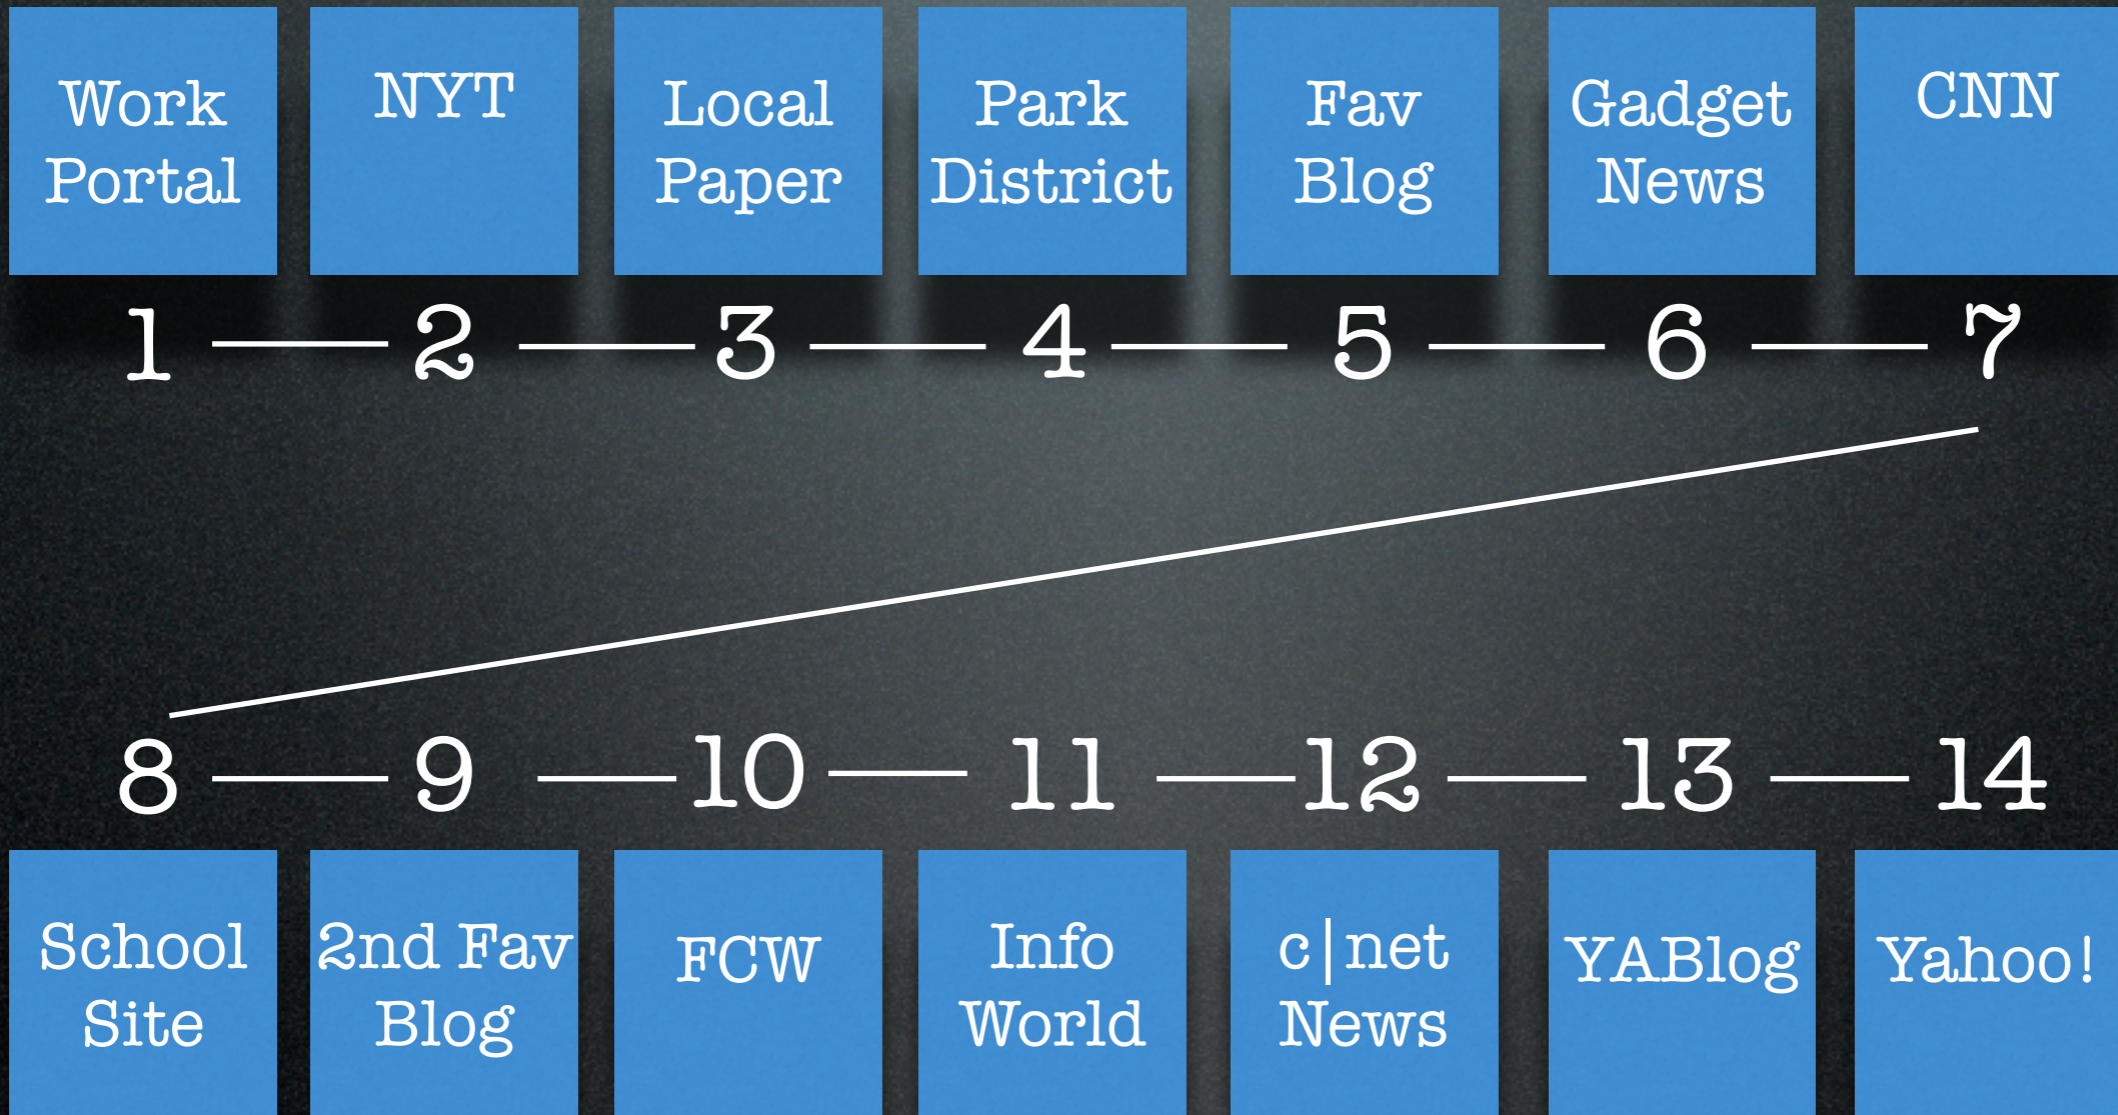 Work
Portal
NYT
Local
Paper
Park
District
Fav
Blog
Gadget
News
CNN
1 2 3 4 5 6 7
8 9 10 11 12 13 14
School
Site
2nd Fav
Blog
FCW
Info
World
c|net
News
YABlog
Yahoo!